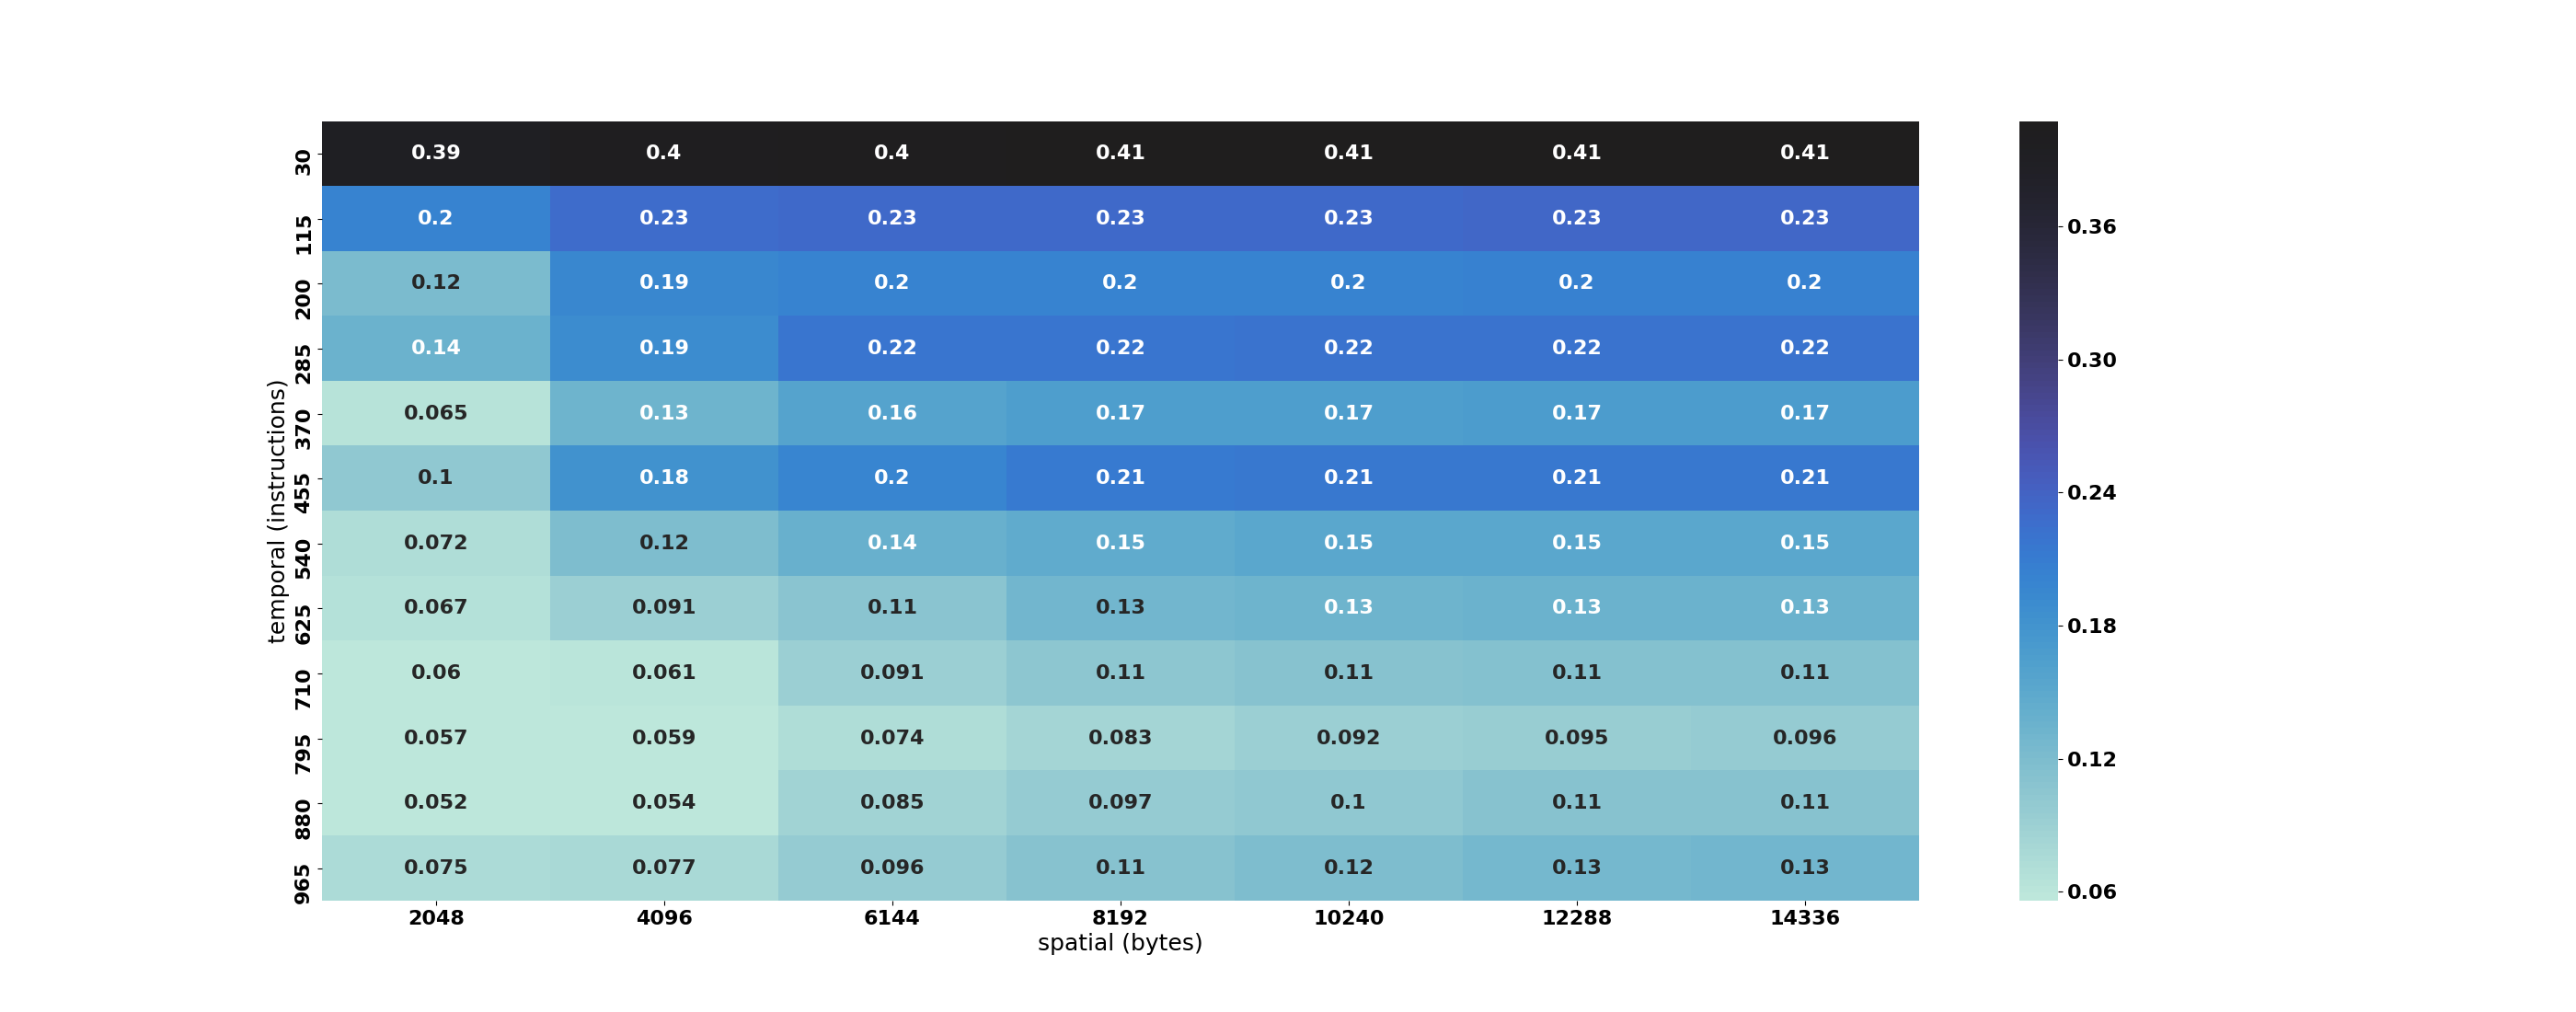 30 0.39 0.4 0.4 0.41 0.41 0.41 0.41
115 0.2 0.23 0.23 0.23 0.23 0.23 0.23
200 0.12 0.19 0.2 0.2 0.2 0.2 0.2
285 0.14 0.19 0.22 0.22 0.22 0.22 0.22
370 0.065 0.13 0.16 0.17 0.17 0.17 0.17
455 0.1 0.18 0.2 0.21 0.21 0.21 0.21
540 0.072 0.12 0.14 0.15 0.15 0.15 0.15
625 0.067 0.091 0.11 0.13 0.13 0.13 0.13
710 0.06 0.061 0.091 0.11 0.11 0.11 0.11
795 0.057 0.059 0.074 0.083 0.092 0.095 0.096
880 0.052 0.054 0.085 0.097 0.1 0.11 0.11
965 0.075 0.077 0.096 0.11 0.12 0.13 0.13
2048 4096 6144 8192 10240 12288 14336
spatial (bytes)
temporal (instructions)
0.36
0.30
0.24
0.18
0.12
0.06